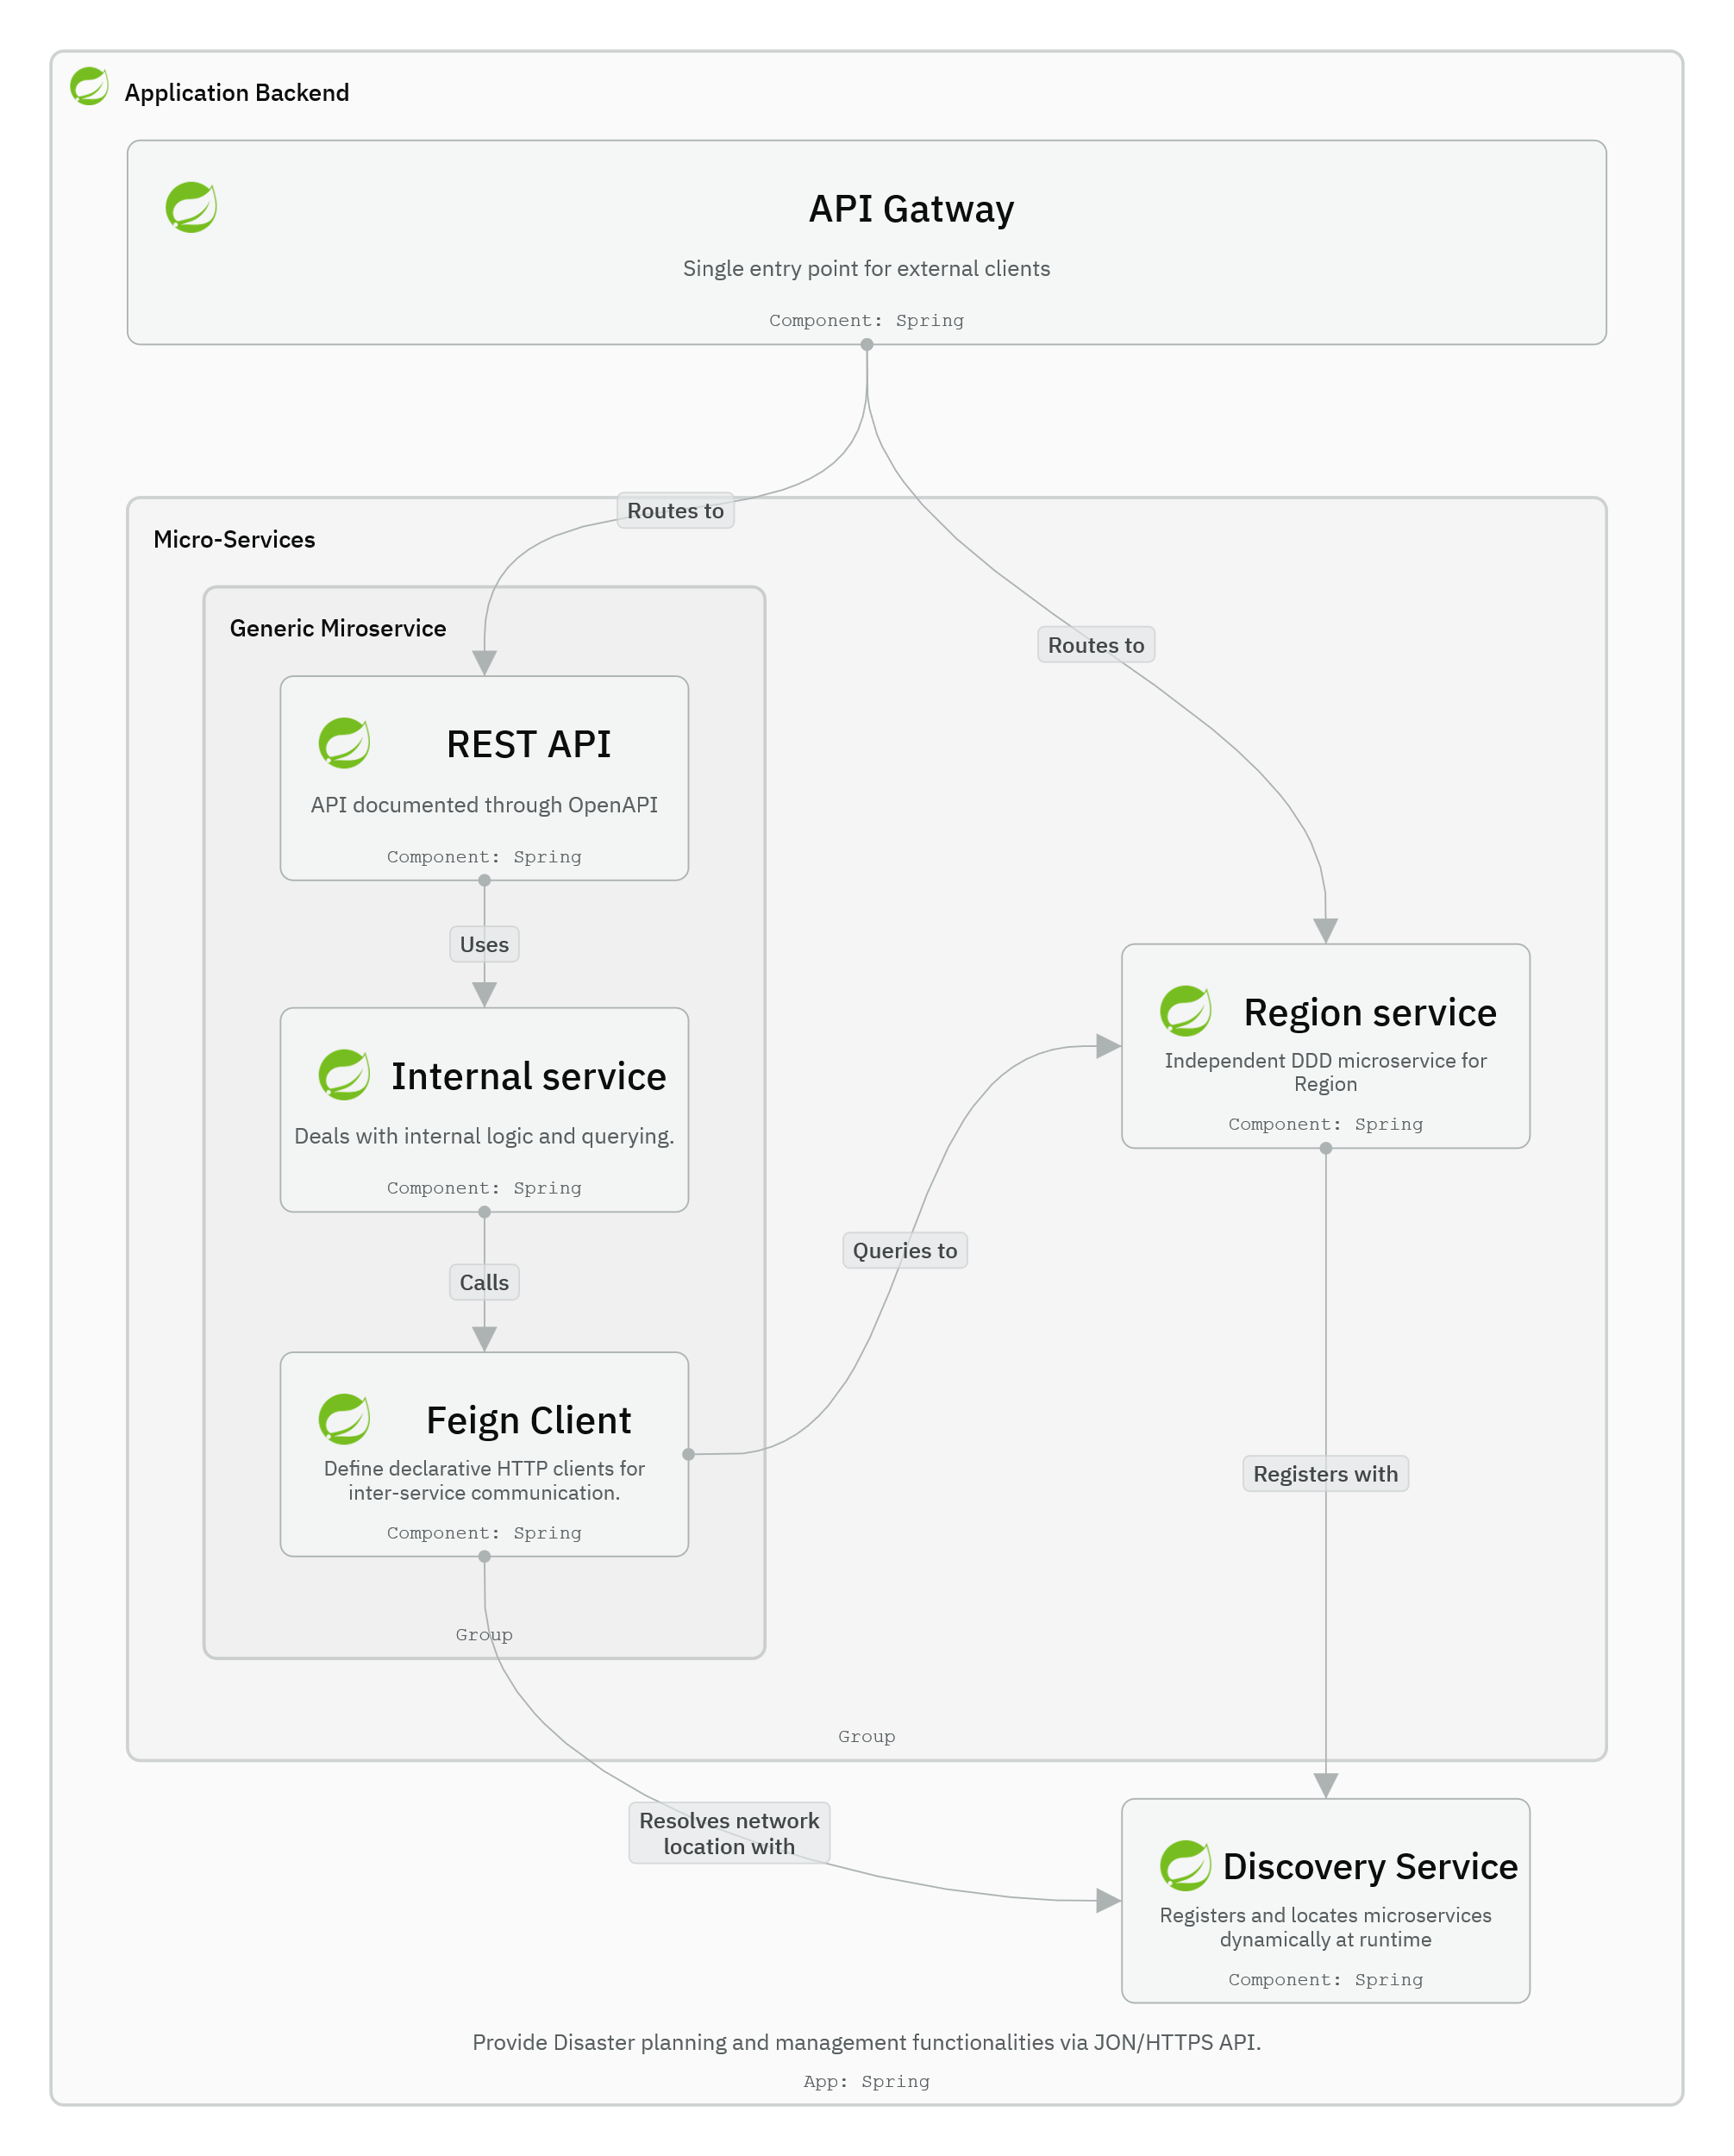 Application Backend
API Gatway
Single entry point for external clients
Component: Spring
Routes to
Micro-Services
Generic Miroservice
Routes to
REST API
API documented through OpenAPI
Component: Spring
Uses
Region service
Independent DDD microservice for
Region
Component: Spring
Internal service
Deals with internal logic and querying.
Component: Spring
Queries to
Calls
Feign Client
Define declarative HTTP clients for
inter-service communication.
Component: Spring
Registers with
Group
Group
Resolves network
location with
Discovery Service
Registers and locates microservices
dynamically at runtime
Component: Spring
Provide Disaster planning and management functionalities via JON/HTTPS API.
App: Spring